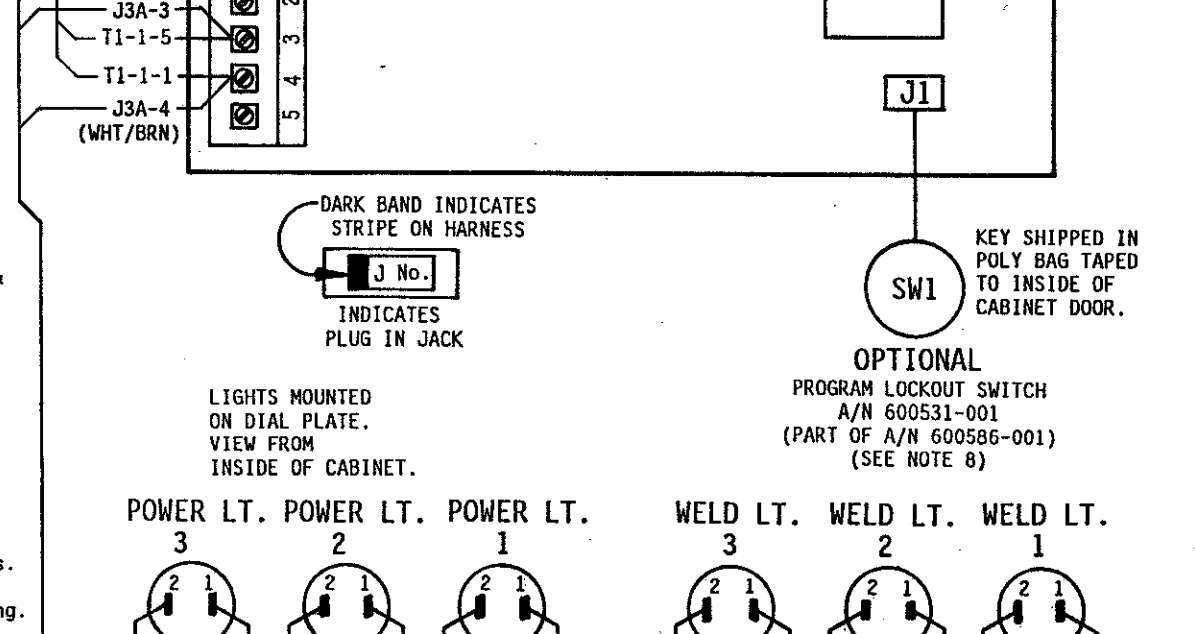 J3A-3
T1-1-5
3
T1-1-1
4
J3A-4
(WHT/BRN)
5
J1
DARK BAND INDICATES
STRIPE ON HARNESS
J No.
INDICATES
PLUG IN JACK
KEY SHIPPED IN
POLY BAG TAPED
TO INSIDE OF
CABINET DOOR.
SW1
OPTIONAL
PROGRAM LOCKOUT SWITCH
A/N 600531-001
(PART OF A/N 600586-001)
(SEE NOTE 8)
LIGHTS MOUNTED
ON DIAL PLATE.
VIEW FROM
INSIDE OF CABINET.
POWER LT. POWER LT. POWER LT.
3 2 1
2 1 2 1 2 1
WELD LT. WELD LT. WELD LT.
3 2 1
2 1 2 1 2 1
s.
ng.